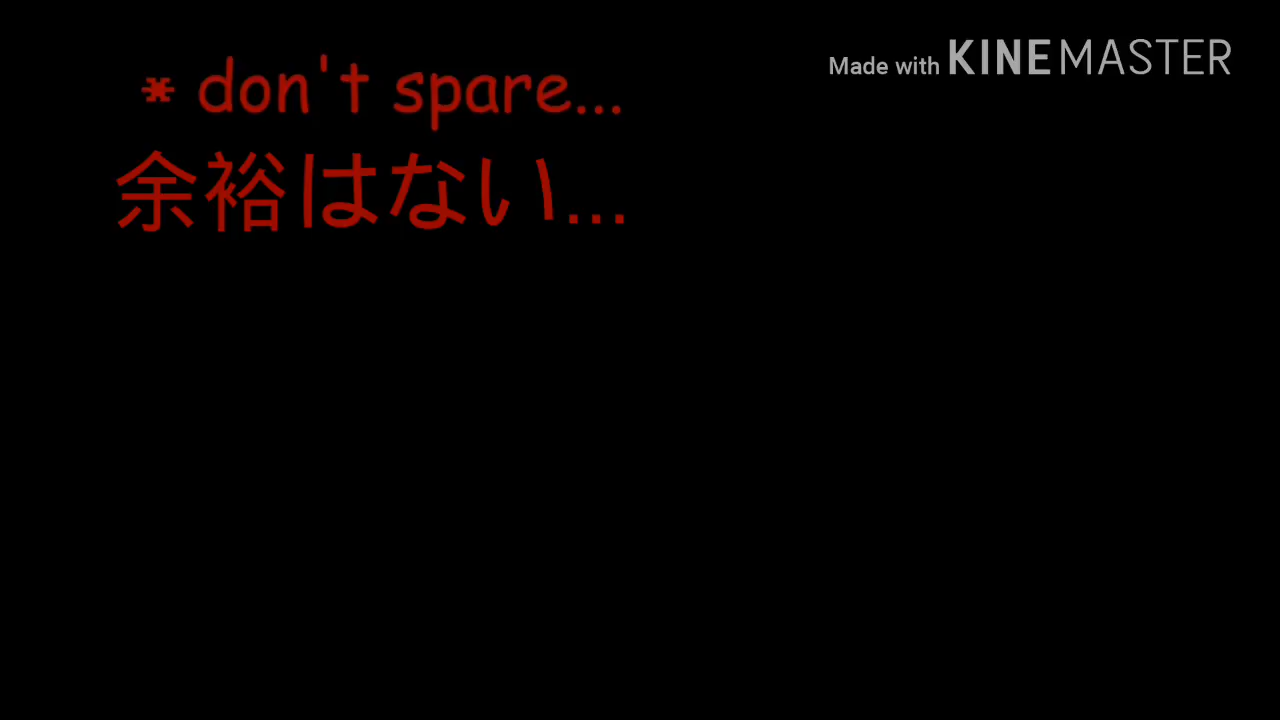 * don't spare...
余裕はない...
Made with KINEMASTER